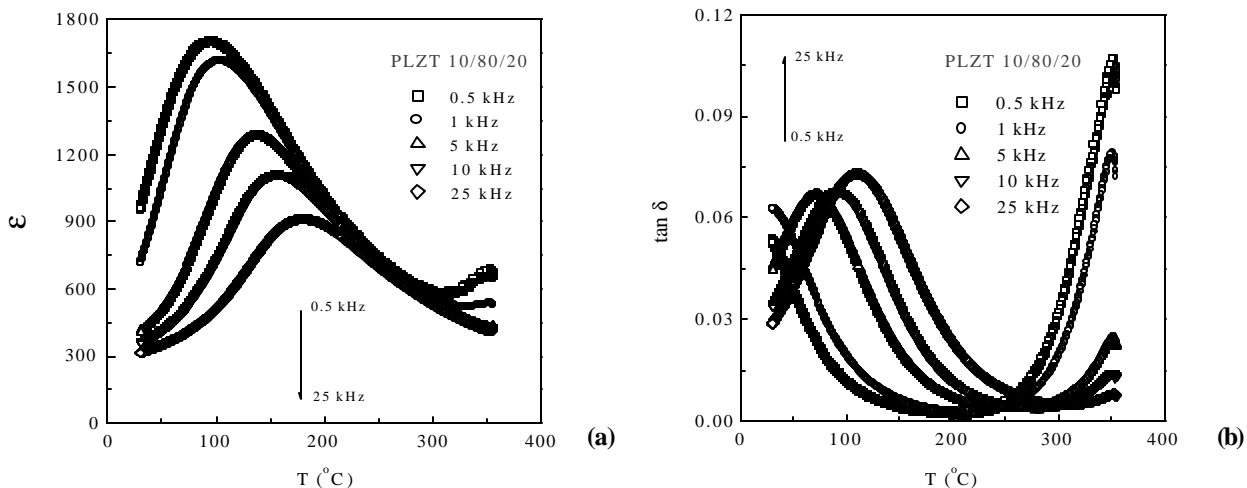 1800
1500
1200
900
600
300
0
ε
PLZT 10/80/20
0.5 kHz
1 kHz
5 kHz
10 kHz
25 kHz
0.5 kHz
25 kHz
0 100 200 300 400
T (°C)
(a)
0.12
0.09
0.06
0.03
0.00
tan δ
25 kHz
0.5 kHz
PLZT 10/80/20
0.5 kHz
1 kHz
5 kHz
10 kHz
25 kHz
0 100 200 300 400
T (°C)
(b)